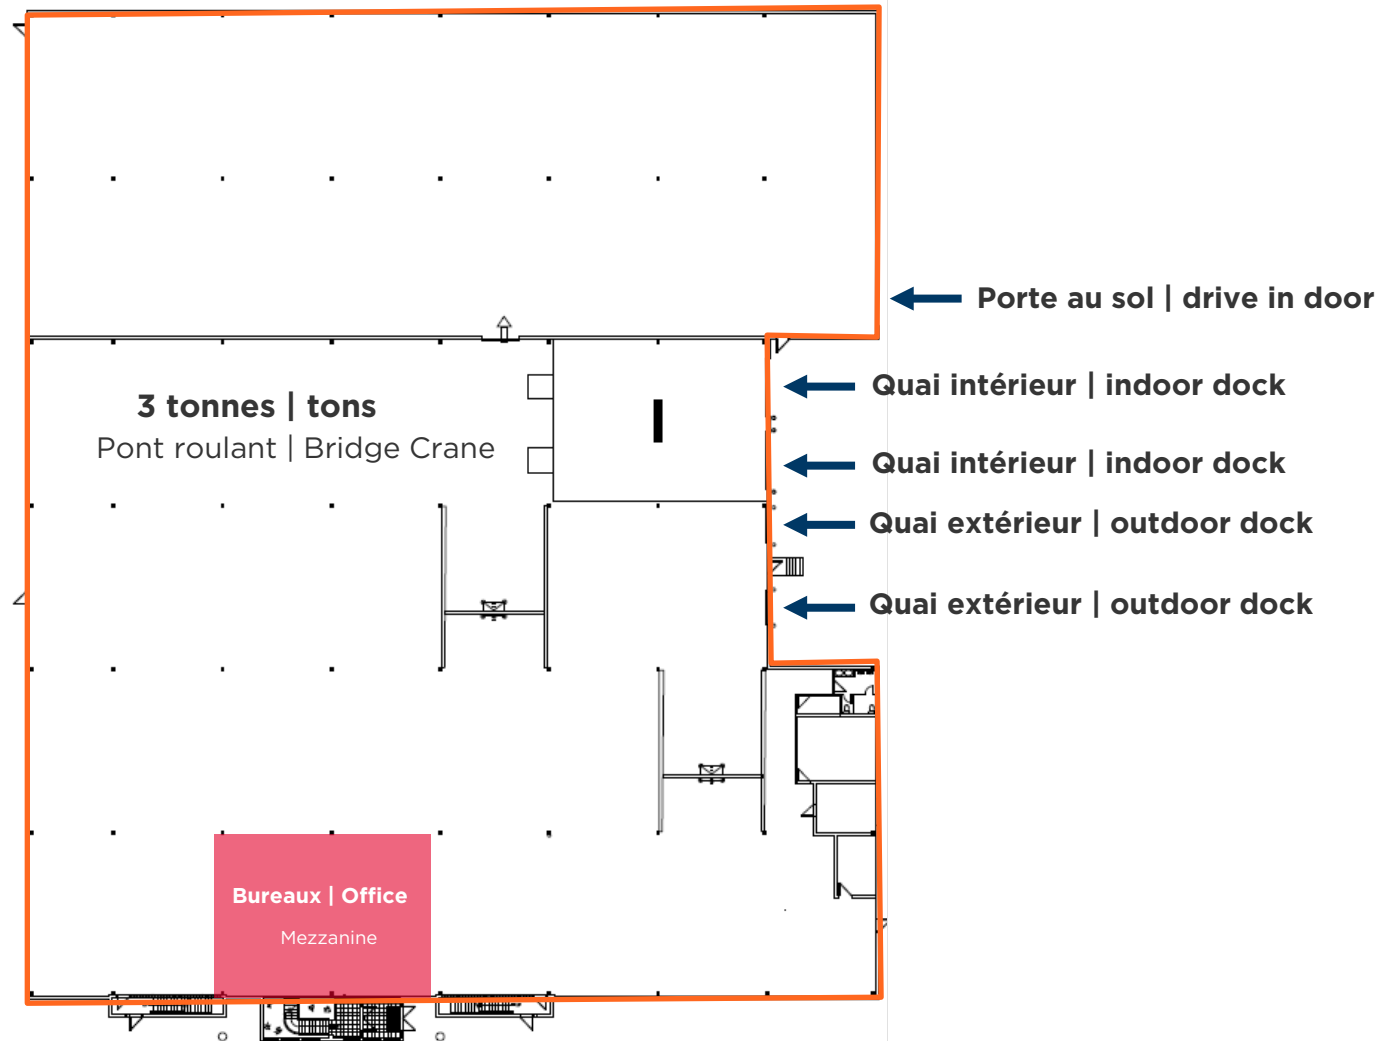 Porte au sol | drive in door
Quai intérieur | indoor dock
3 tonnes | tons
Pont roulant | Bridge Crane
Quai intérieur | indoor dock
Quai extérieur | outdoor dock
Quai extérieur | outdoor dock
Bureaux | Office
Mezzanine